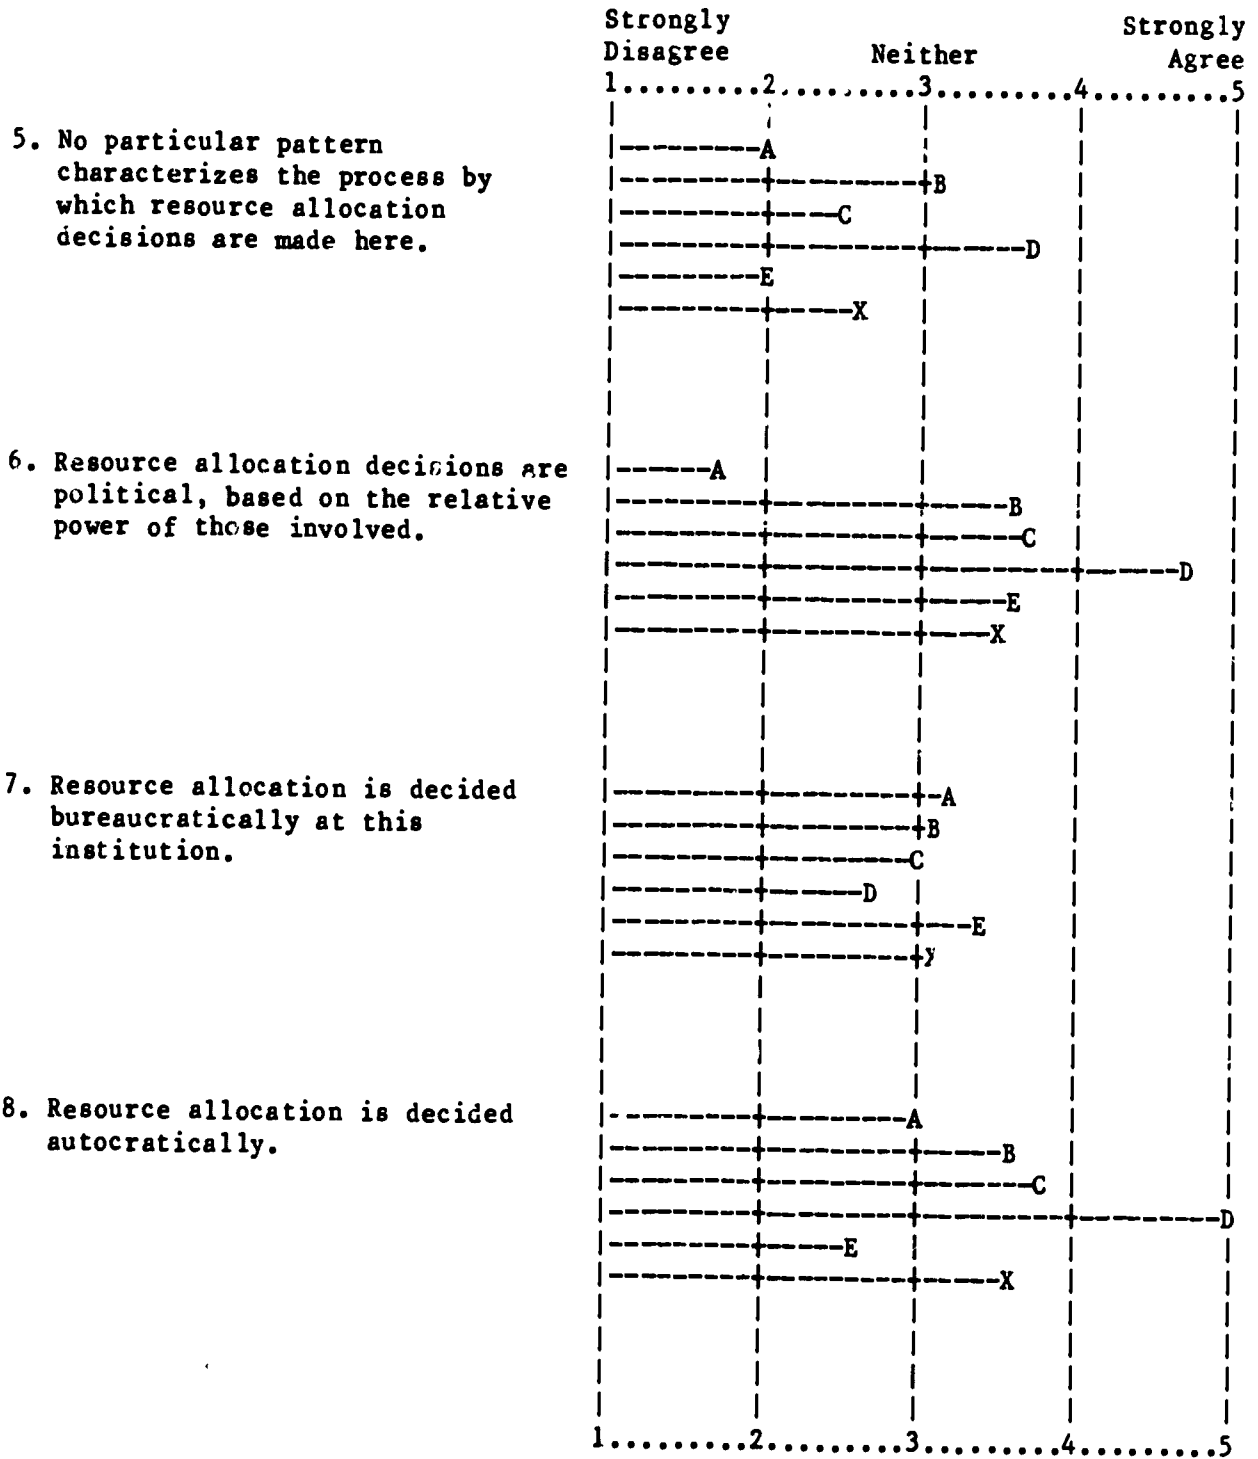 Strongly Disagree Neither Strongly Agree
1.........2.........3.........4.........5
5. No particular pattern
characterizes the process by
which resource allocation
decisions are made here.
---------A
-------------------+B
--------------C
--------------------------D
---------E
---------------X
6. Resource allocation decisions are
political, based on the relative
power of those involved.
------A
-------------------------B
--------------------------C
------------------------------------D
-------------------------E
------------------------X
7. Resource allocation is decided
bureaucratically at this
institution.
---------+---------+-A
---------+---------+B
---------+---------C
---------+------D
---------+---------+---E
---------+---------+X
8. Resource allocation is decided
autocratically.
---------+---------A
---------+---------+-----B
---------+---------+-------C
---------+---------+---------+---------D
---------+-----E
---------+---------+-----X
1.........2.........3.........4.........5